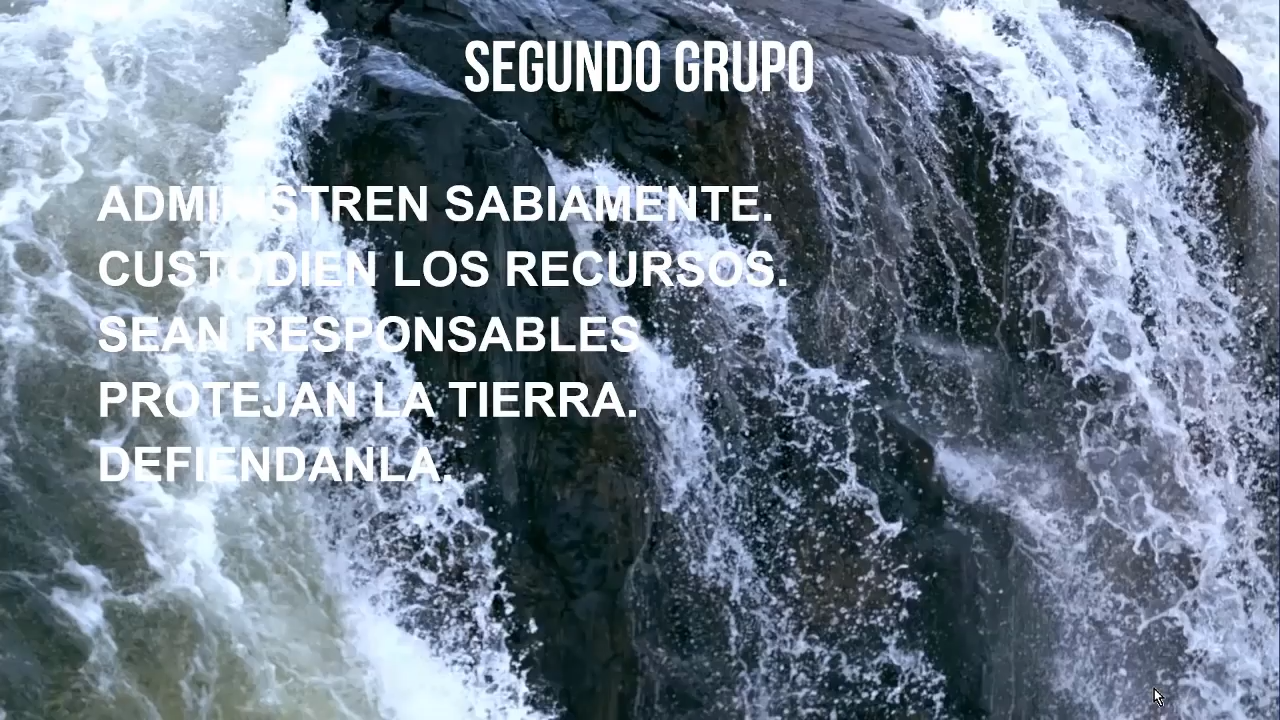 SEGUNDO GRUPO
ADMINISTREN SABIAMENTE.
CUSTODIEN LOS RECURSOS.
SEAN RESPONSABLES
PROTEJAN LA TIERRA.
DEFIENDANLA.